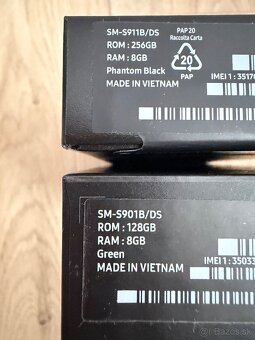 SM-S911B/DS
ROM : 256GB
RAM : 8GB
Phantom Black
MADE IN VIETNAM
PAP 20
Raccolta Carta
20
PAP
IMEI 1 : 3517
SM-S901B/DS
ROM : 128GB
RAM : 8GB
Green
MADE IN VIETNAM
IMEI 1 : 35033